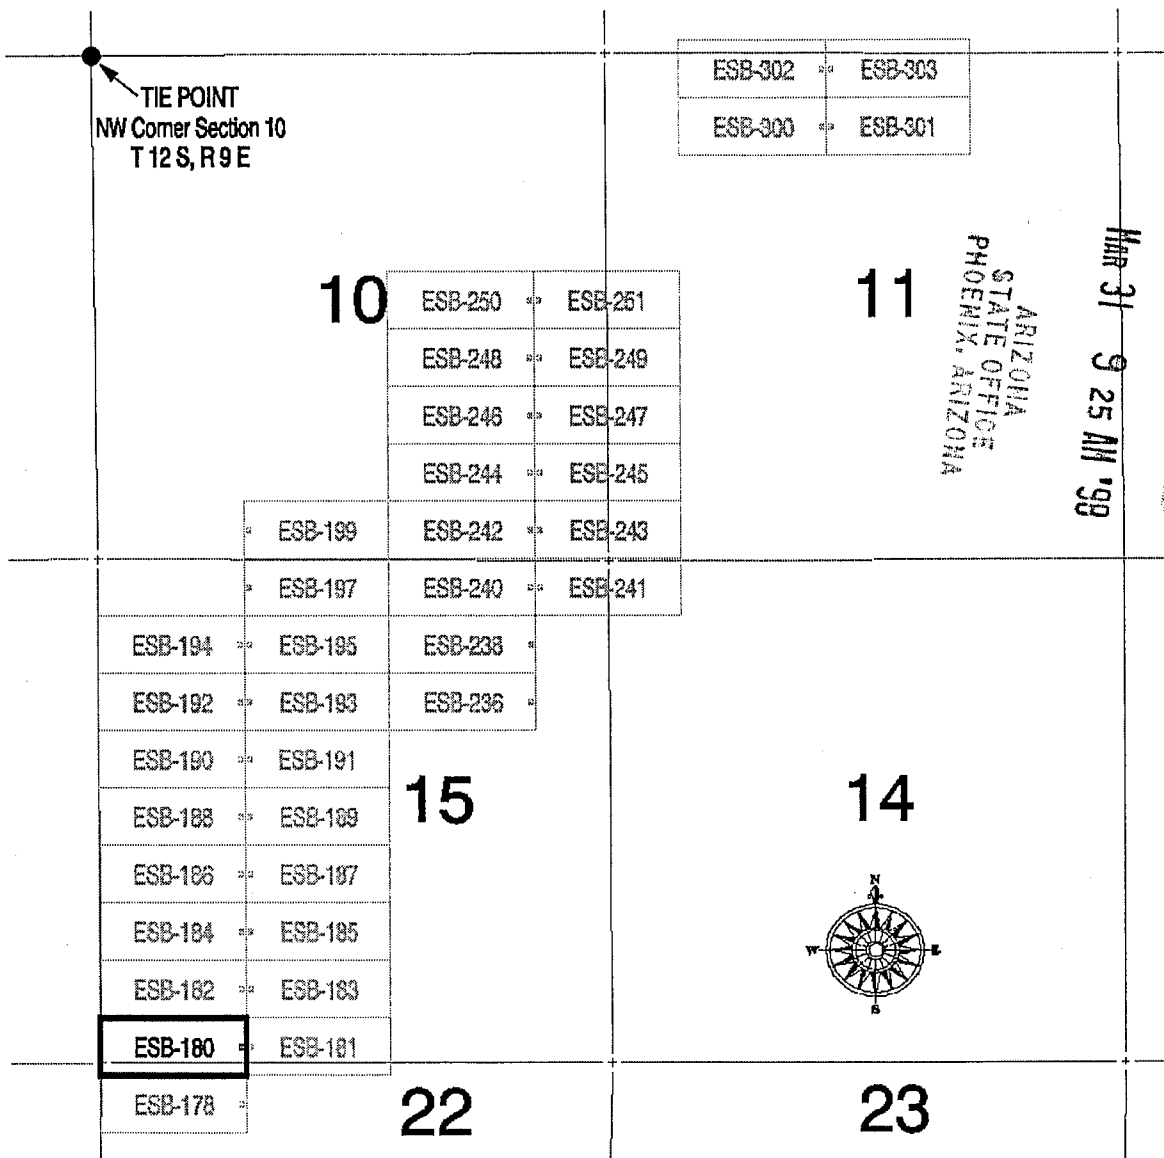 ESB-302 ESB-303
TIE POINT
NW Corner Section 10
T 12 S, R 9 E
ESB-300 ESB-301
10
11
ARIZONA
STATE OFFICE
PHOENIX, ARIZONA
MAR 31 9 25 AM '98
ESB-250 ESB-251
ESB-248 ESB-249
ESB-246 ESB-247
ESB-244 ESB-245
ESB-199 ESB-242 ESB-243
ESB-197 ESB-240 ESB-241
ESB-194 ESB-195 ESB-238
ESB-192 ESB-193 ESB-236
ESB-190 ESB-191
15
14
ESB-188 ESB-189
ESB-186 ESB-187
N
ESB-184 ESB-185
W E
ESB-182 ESB-183
S
ESB-180 ESB-181
ESB-178
22
23